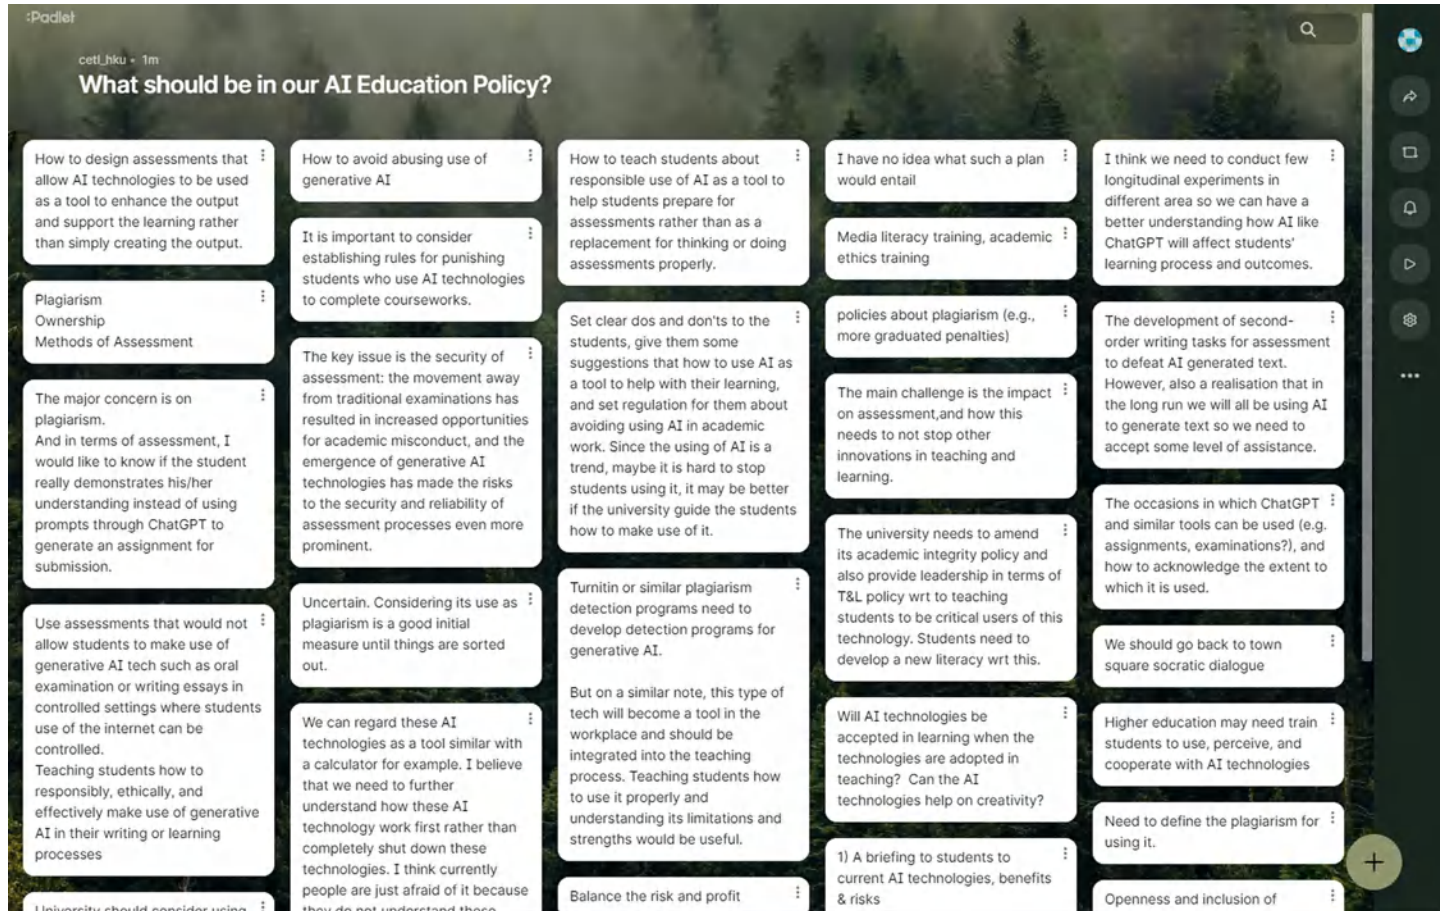 :Padlet
cetl_hku • 1m
What should be in our AI Education Policy?
How to design assessments that
allow AI technologies to be used
as a tool to enhance the output
and support the learning rather
than simply creating the output.
Plagiarism
Ownership
Methods of Assessment
The major concern is on
plagiarism.
And in terms of assessment, I
would like to know if the student
really demonstrates his/her
understanding instead of using
prompts through ChatGPT to
generate an assignment for
submission.
Use assessments that would not
allow students to make use of
generative AI tech such as oral
examination or writing essays in
controlled settings where students
use of the internet can be
controlled.
Teaching students how to
responsibly, ethically, and
effectively make use of generative
AI in their writing or learning
processes
University should consider using
How to avoid abusing use of
generative AI
It is important to consider
establishing rules for punishing
students who use AI technologies
to complete courseworks.
The key issue is the security of
assessment: the movement away
from traditional examinations has
resulted in increased opportunities
for academic misconduct, and the
emergence of generative AI
technologies has made the risks
to the security and reliability of
assessment processes even more
prominent.
Uncertain. Considering its use as
plagiarism is a good initial
measure until things are sorted
out.
We can regard these AI
technologies as a tool similar with
a calculator for example. I believe
that we need to further
understand how these AI
technology work first rather than
completely shut down these
technologies. I think currently
people are just afraid of it because
they do not understand these
How to teach students about
responsible use of AI as a tool to
help students prepare for
assessments rather than as a
replacement for thinking or doing
assessments properly.
Set clear dos and don'ts to the
students, give them some
suggestions that how to use AI as
a tool to help with their learning,
and set regulation for them about
avoiding using AI in academic
work. Since the using of AI is a
trend, maybe it is hard to stop
students using it, it may be better
if the university guide the students
how to make use of it.
Turnitin or similar plagiarism
detection programs need to
develop detection programs for
generative AI.
But on a similar note, this type of
tech will become a tool in the
workplace and should be
integrated into the teaching
process. Teaching students how
to use it properly and
understanding its limitations and
strengths would be useful.
Balance the risk and profit
I have no idea what such a plan
would entail
Media literacy training, academic
ethics training
policies about plagiarism (e.g.,
more graduated penalties)
The main challenge is the impact
on assessment,and how this
needs to not stop other
innovations in teaching and
learning.
The university needs to amend
its academic integrity policy and
also provide leadership in terms of
T&L policy wrt to teaching
students to be critical users of this
technology. Students need to
develop a new literacy wrt this.
Will AI technologies be
accepted in learning when the
technologies are adopted in
teaching? Can the AI
technologies help on creativity?
1) A briefing to students to
current AI technologies, benefits
& risks
I think we need to conduct few
longitudinal experiments in
different area so we can have a
better understanding how AI like
ChatGPT will affect students'
learning process and outcomes.
The development of second-
order writing tasks for assessment
to defeat AI generated text.
However, also a realisation that in
the long run we will all be using AI
to generate text so we need to
accept some level of assistance.
The occasions in which ChatGPT
and similar tools can be used (e.g.
assignments, examinations?), and
how to acknowledge the extent to
which it is used.
We should go back to town
square socratic dialogue
Higher education may need train
students to use, perceive, and
cooperate with AI technologies
Need to define the plagiarism for
using it.
Openness and inclusion of